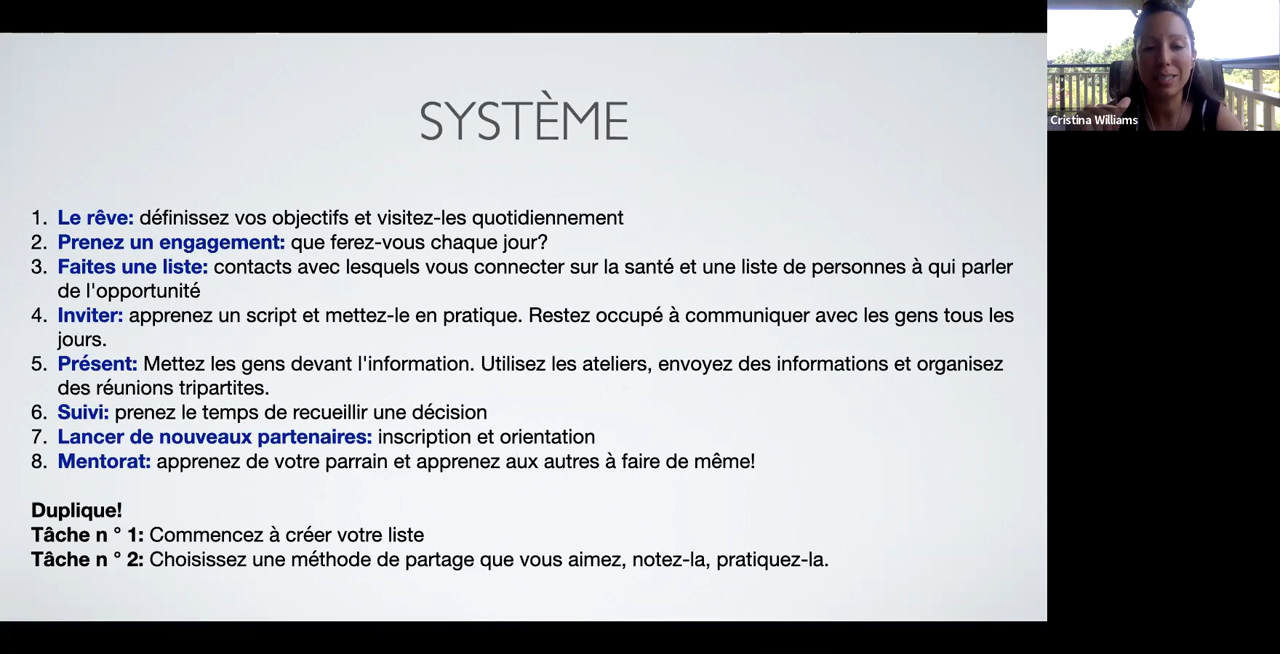 SYSTÈME
1. Le rêve: définissez vos objectifs et visitez-les quotidiennement
2. Prenez un engagement: que ferez-vous chaque jour?
3. Faites une liste: contacts avec lesquels vous connecter sur la santé et une liste de personnes à qui parler
de l'opportunité
4. Inviter: apprenez un script et mettez-le en pratique. Restez occupé à communiquer avec les gens tous les
jours.
5. Présent: Mettez les gens devant l'information. Utilisez les ateliers, envoyez des informations et organisez
des réunions tripartites.
6. Suivi: prenez le temps de recueillir une décision
7. Lancer de nouveaux partenaires: inscription et orientation
8. Mentorat: apprenez de votre parrain et apprenez aux autres à faire de même!
Duplique!
Tâche n ° 1: Commencez à créer votre liste
Tâche n ° 2: Choisissez une méthode de partage que vous aimez, notez-la, pratiquez-la.
Cristina Williams